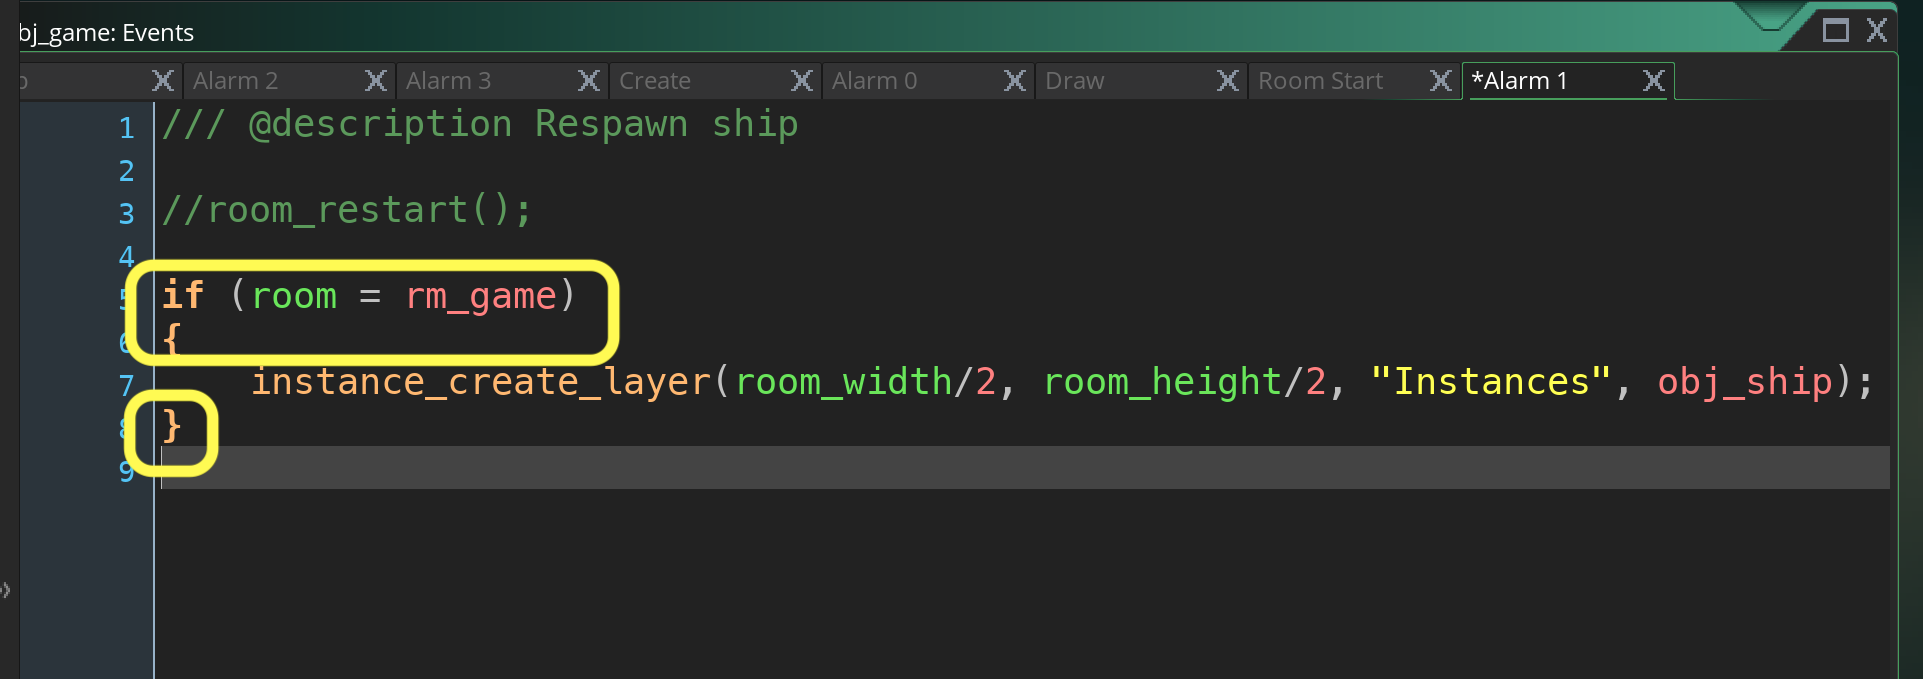 bj_game: Events
Alarm 2 Alarm 3 Create Alarm 0 Draw Room Start *Alarm 1
1 /// @description Respawn ship
2
3 //room_restart();
4
5 if (room = rm_game)
6 {
7 instance_create_layer(room_width/2, room_height/2, "Instances", obj_ship);
8 }
9